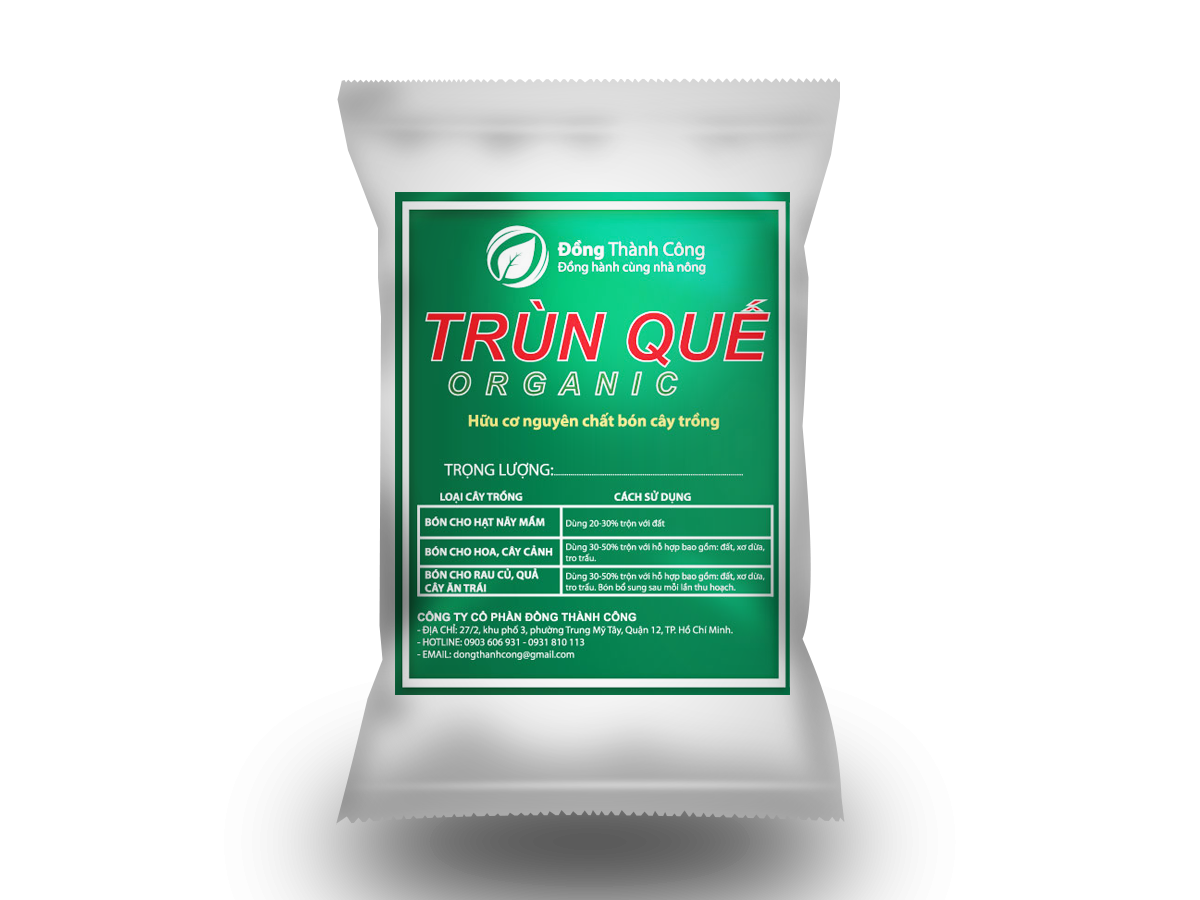 Đồng Thành Công
Đồng hành cùng nhà nông
TRÙN QUẾ
ORGANIC
Hữu cơ nguyên chất bón cây trồng
TRỌNG LƯỢNG:
LOẠI CÂY TRỒNG CÁCH SỬ DỤNG
BÓN CHO HẠT NÂY MẦM Dùng 20-30% trộn với đất
BÓN CHO HOA, CÂY CẢNH Dùng 30-50% trộn với hỗ hợp bao gồm: đất, xơ dừa,
tro trấu.
BÓN CHO RAU CỦ, QUẢ Dùng 30-50% trộn với hỗ hợp bao gồm: đất, xơ dừa,
CÂY ĂN TRÁI tro trấu. Bón bổ sung sau mỗi lần thu hoạch.
CÔNG TY CỔ PHẦN ĐỒNG THÀNH CÔNG
- ĐỊA CHỈ: 27/2, khu phố 3, phường Trung Mỹ Tây, Quận 12, TP. Hồ Chí Minh.
- HOTLINE: 0903 606 931 - 0931 810 113
- EMAIL: dongthanhcong@gmail.com